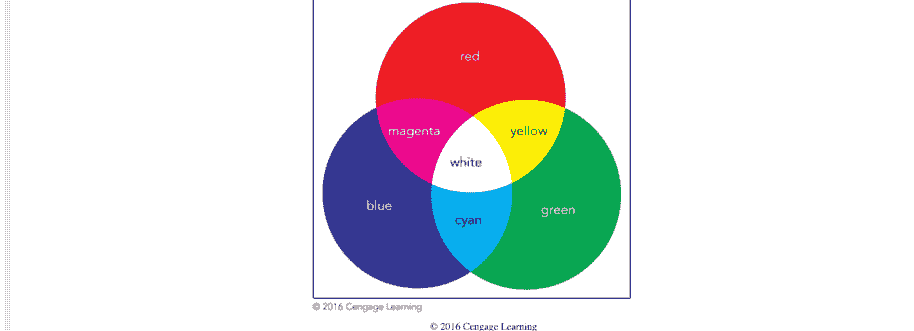 red
magenta
yellow
white
blue
green
cyan
© 2016 Cengage Learning
© 2016 Cengage Learning